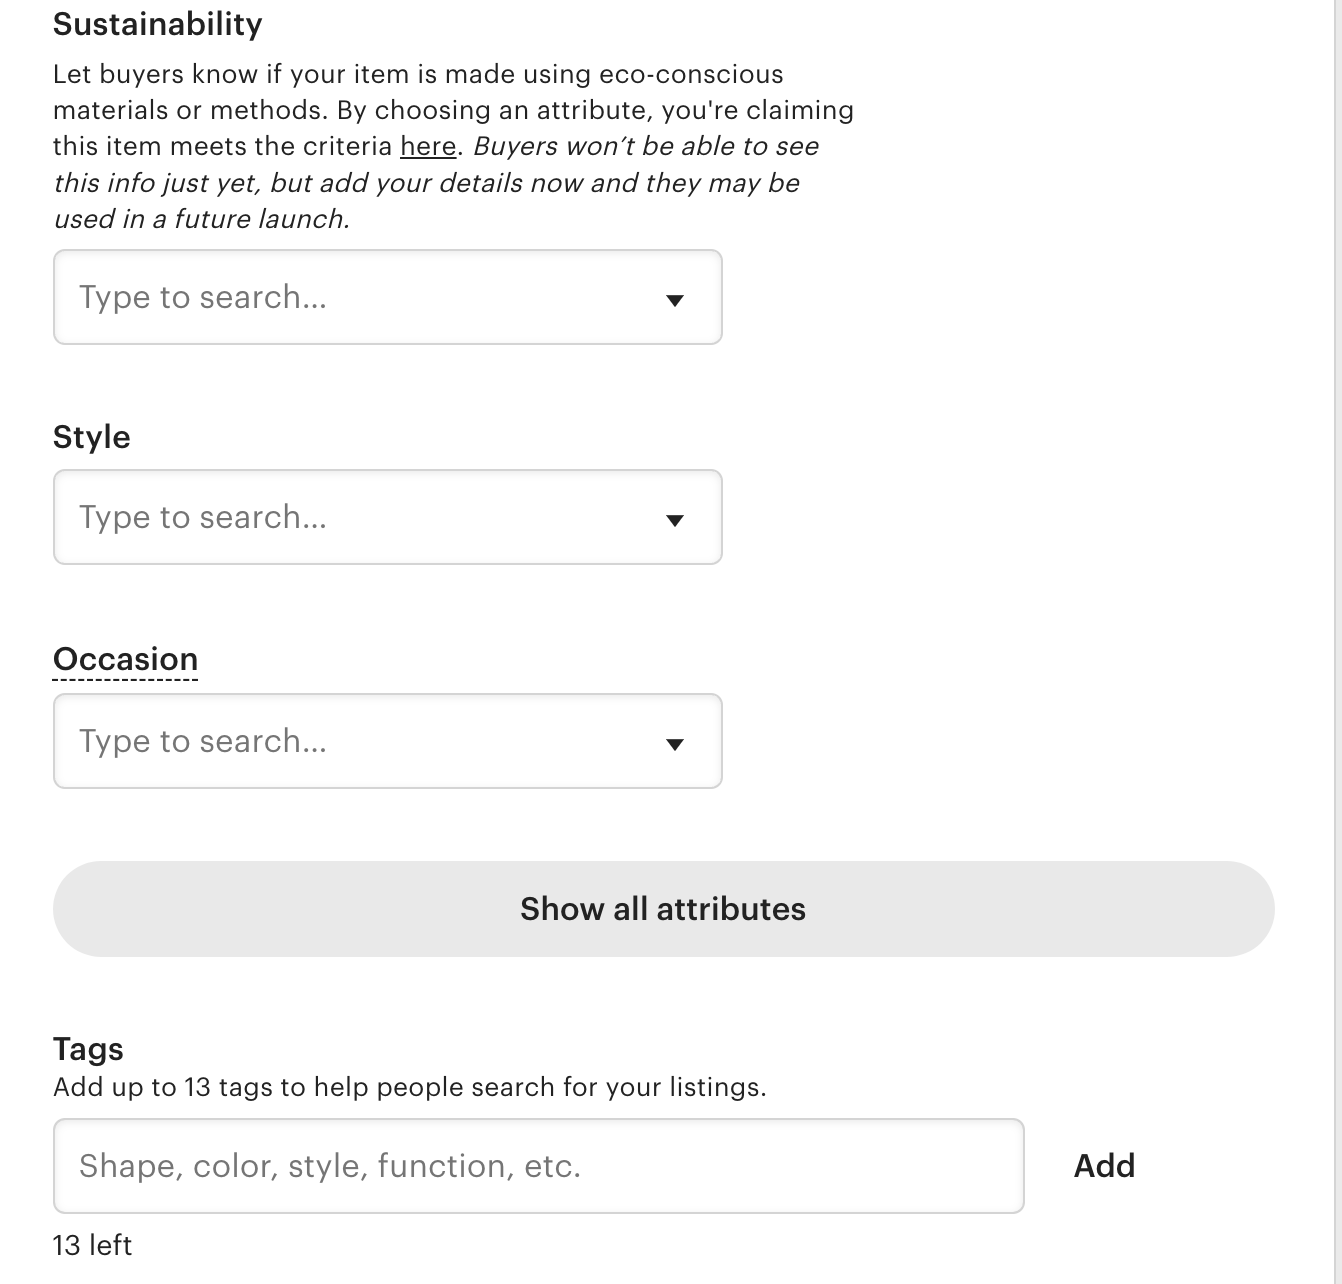 Sustainability
Let buyers know if your item is made using eco-conscious
materials or methods. By choosing an attribute, you're claiming
this item meets the criteria here. Buyers won’t be able to see
this info just yet, but add your details now and they may be
used in a future launch.
Type to search...
Style
Type to search...
Occasion
Type to search...
Show all attributes
Tags
Add up to 13 tags to help people search for your listings.
Shape, color, style, function, etc.
Add
13 left